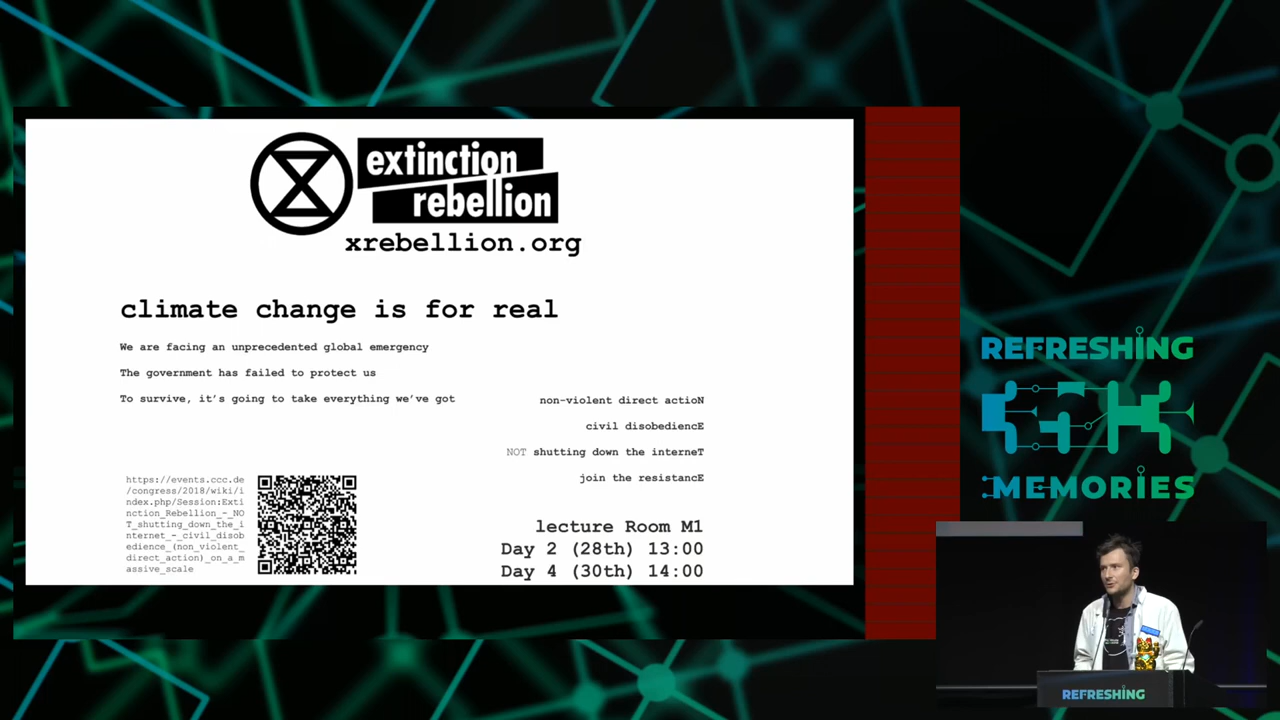 extinction
rebellion
xrebellion.org
climate change is for real
We are facing an unprecedented global emergency
The government has failed to protect us
To survive, it's going to take everything we've got
non-violent direct actioN
civil disobediencE
NOT shutting down the interneT
join the resistancE
https://events.ccc.de
/congress/2018/wiki/i
ndex.php/Session:Exti
nction_Rebellion_-_NO
T_shutting_down_the_i
nternet_-_civil_disob
edience_(non_violent_
direct_action)_on_a_m
assive_scale
lecture Room M1
Day 2 (28th) 13:00
Day 4 (30th) 14:00
REFRESHING
35C3
MEMORIES
REFRESHING